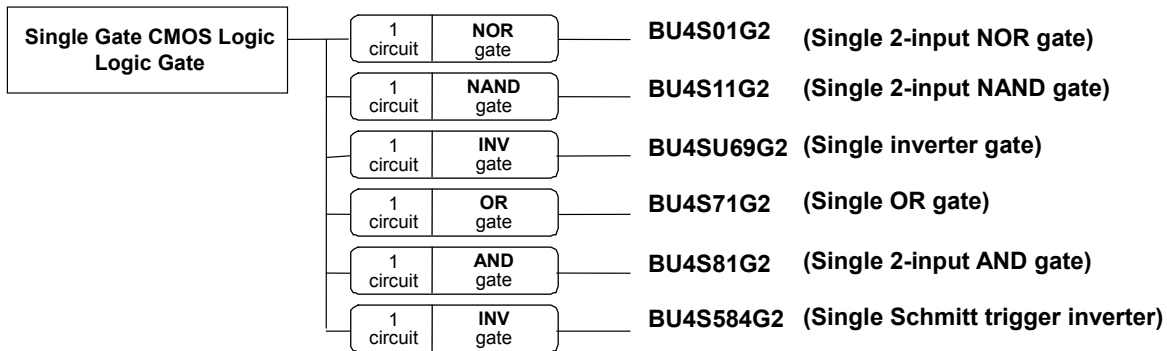 Single Gate CMOS Logic
Logic Gate
1
circuit
NOR
gate
BU4S01G2
(Single 2-input NOR gate)
1
circuit
NAND
gate
BU4S11G2
(Single 2-input NAND gate)
1
circuit
INV
gate
BU4SU69G2
(Single inverter gate)
1
circuit
OR
gate
BU4S71G2
(Single OR gate)
1
circuit
AND
gate
BU4S81G2
(Single 2-input AND gate)
1
circuit
INV
gate
BU4S584G2
(Single Schmitt trigger inverter)